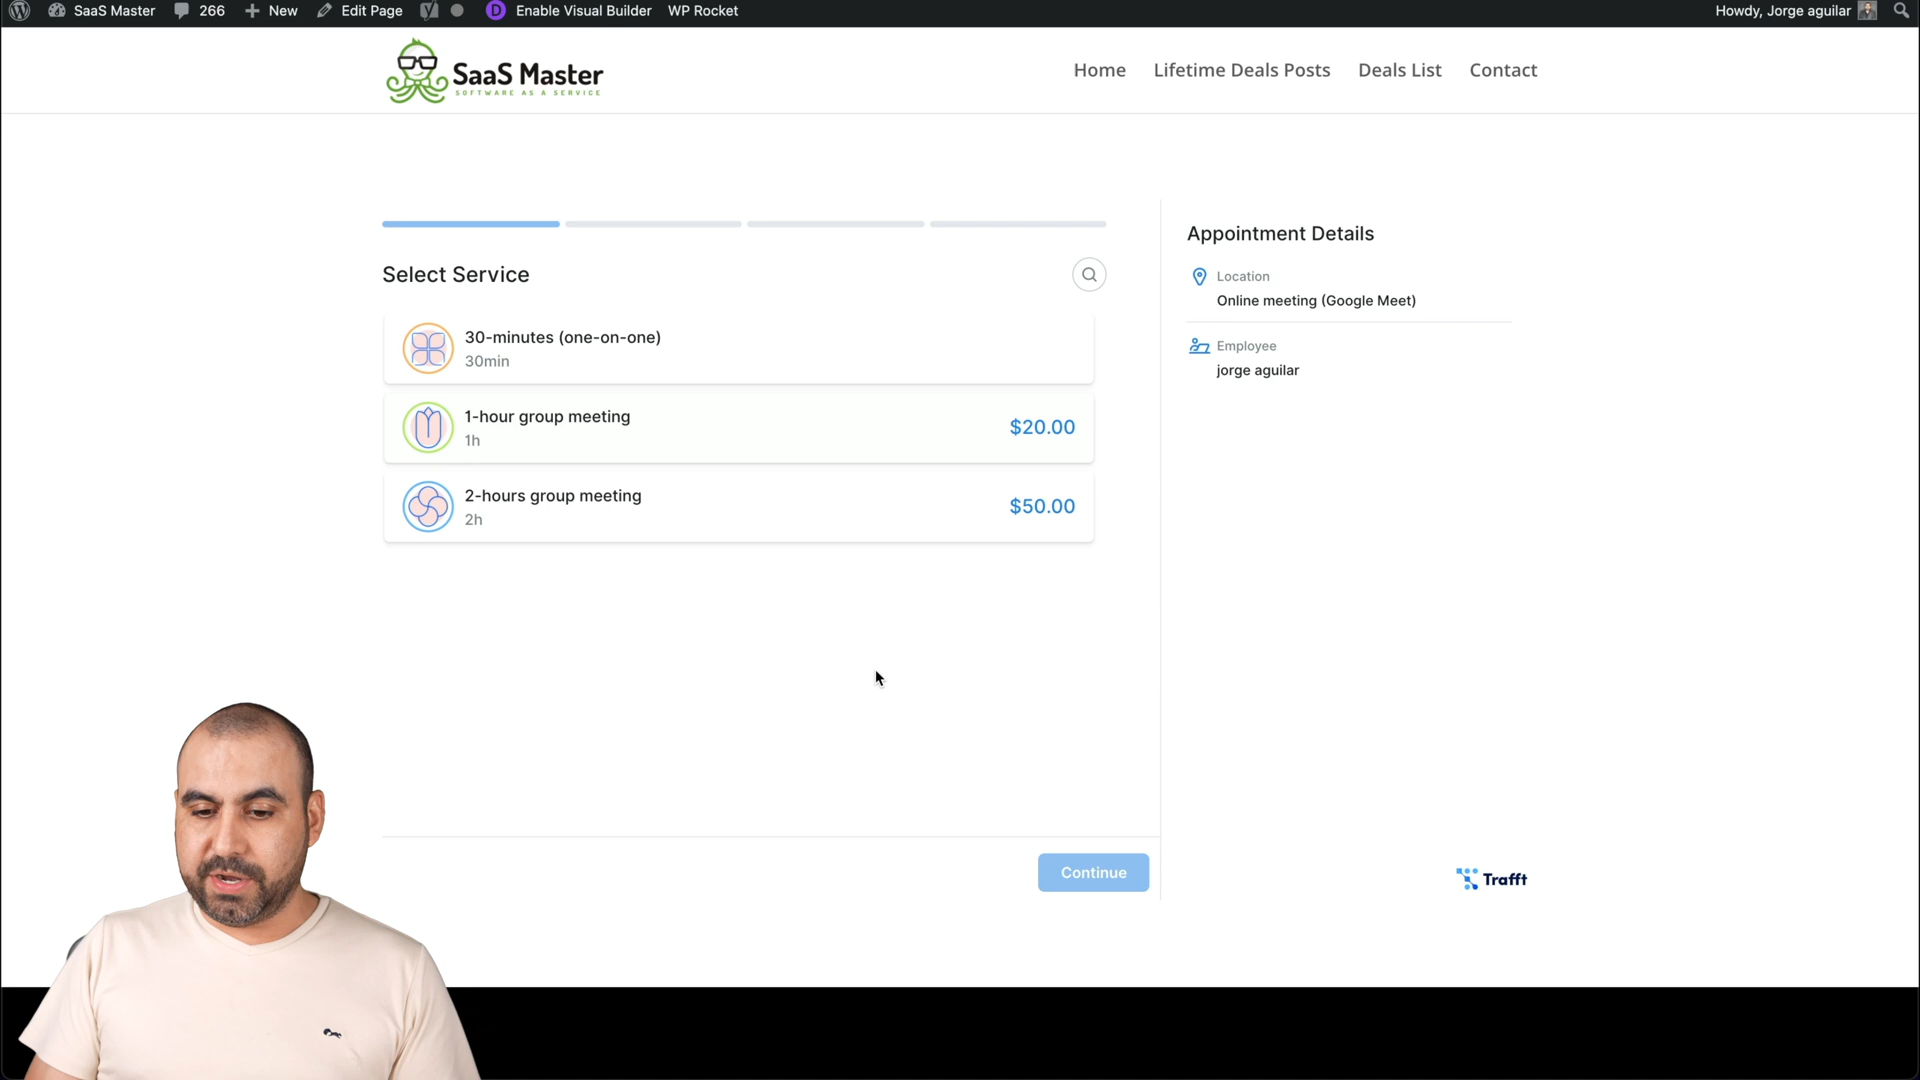 SaaS Master 266 New Edit Page Enable Visual Builder WP Rocket Howdy, Jorge aguilar
SaaS Master
SOFTWARE AS A SERVICE
Home Lifetime Deals Posts Deals List Contact
Select Service
30-minutes (one-on-one)
30min
1-hour group meeting
1h
$20.00
2-hours group meeting
2h
$50.00
Continue
Appointment Details
Location
Online meeting (Google Meet)
Employee
jorge aguilar
Trafft